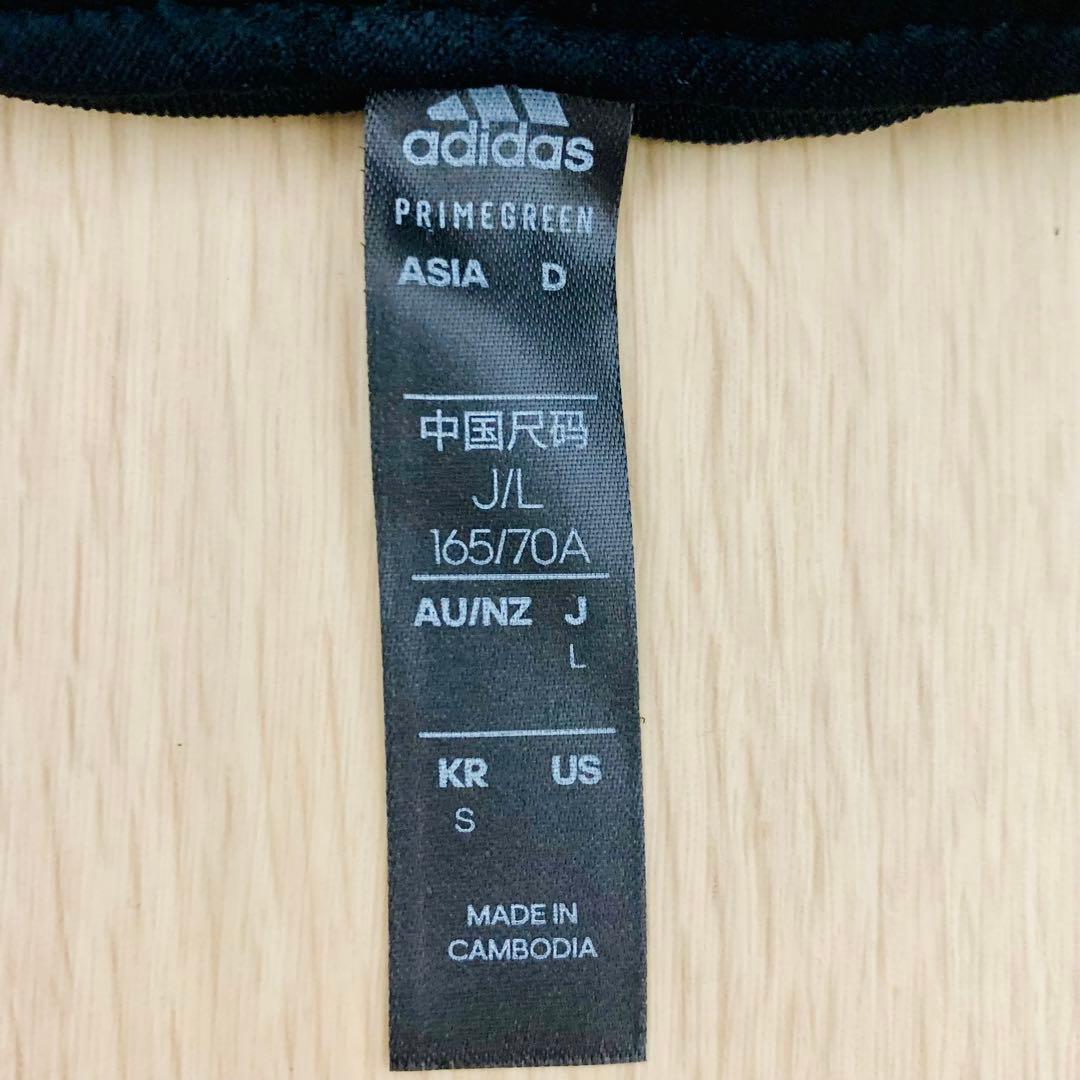 adidas
PRIMEGREEN
ASIA D
中国尺码
J/L
165/70A
AU/NZ J
L
KR US
S
MADE IN
CAMBODIA